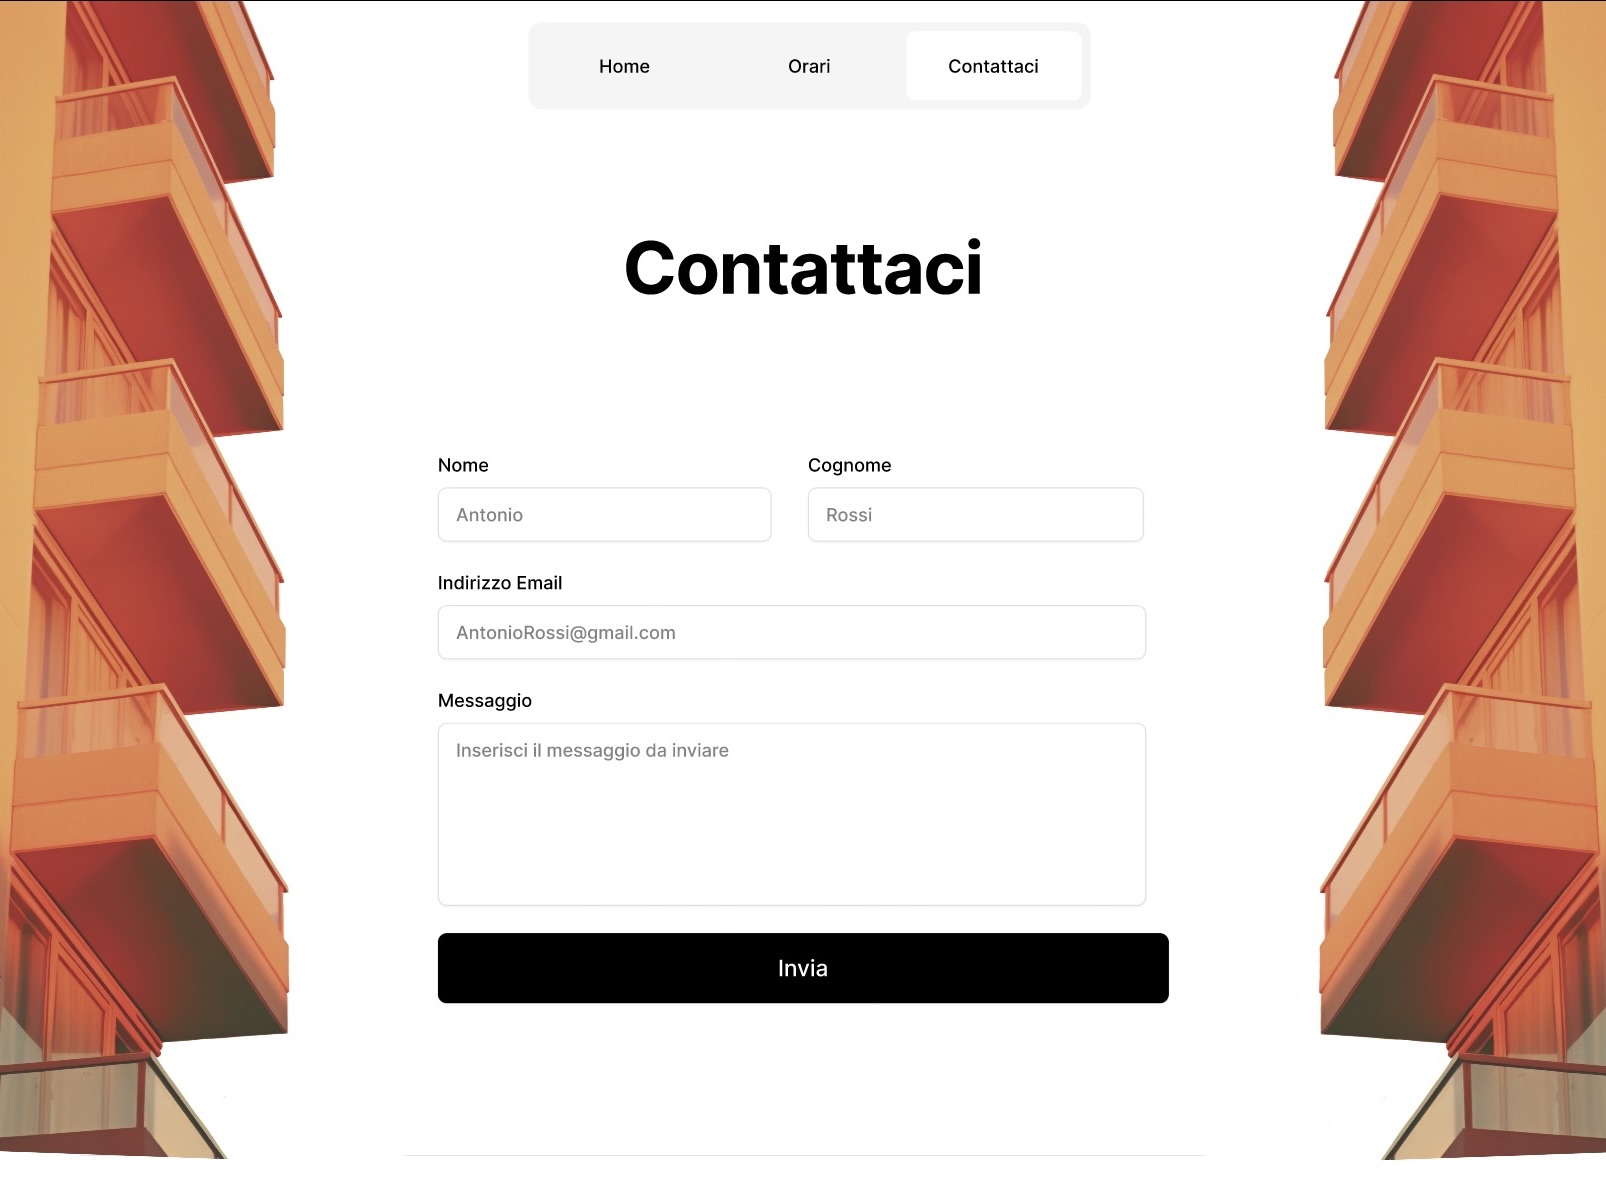 Home Orari Contattaci
Contattaci
Nome Cognome
Antonio Rossi
Indirizzo Email
AntonioRossi@gmail.com
Messaggio
Inserisci il messaggio da inviare
Invia